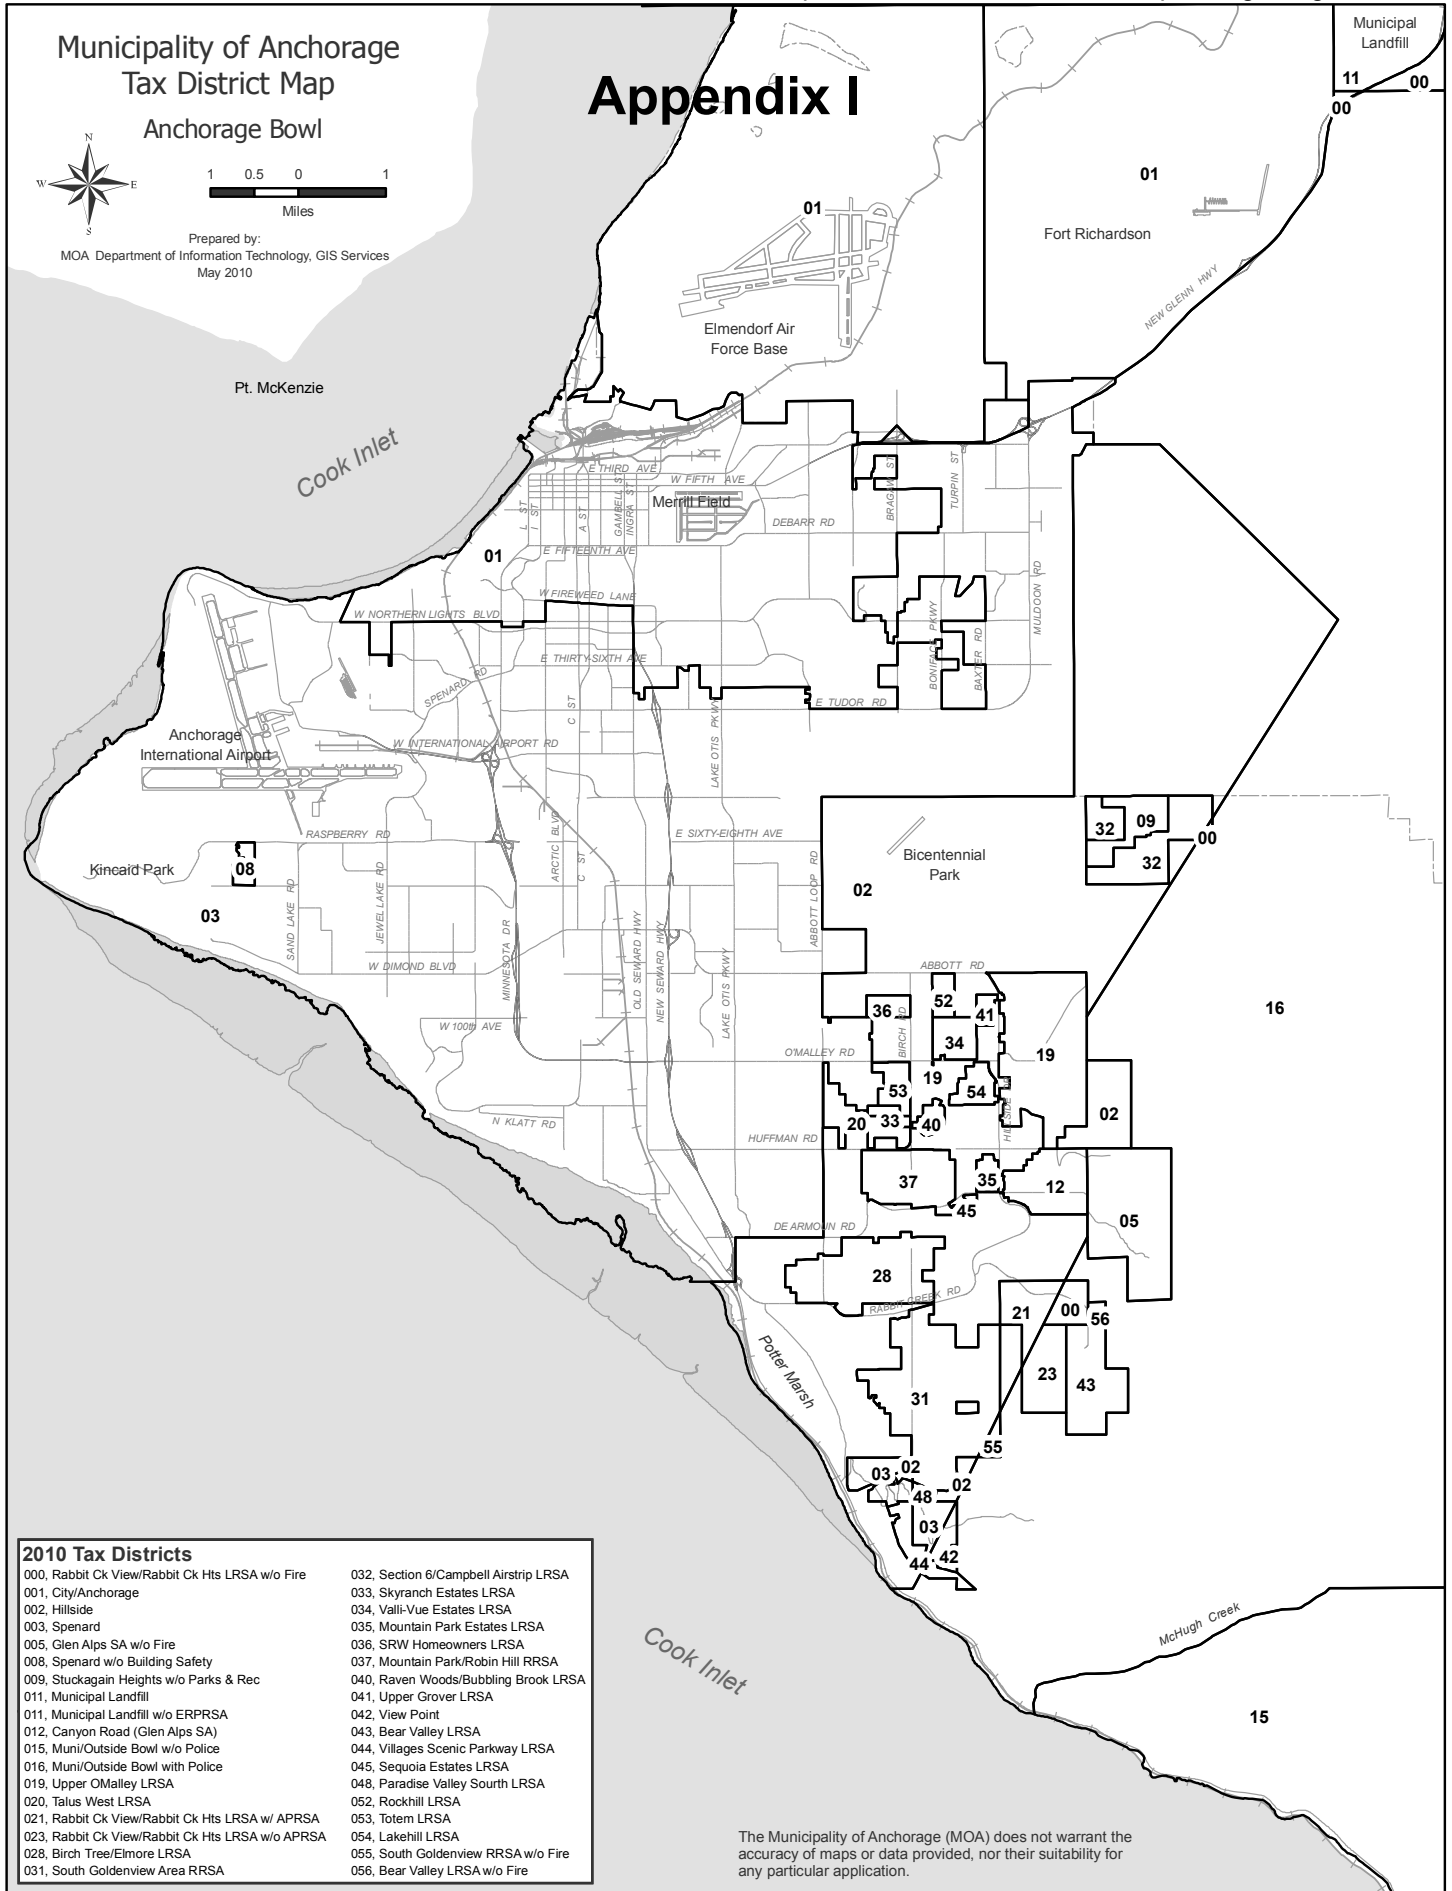 Municipality of Anchorage
Tax District Map
Anchorage Bowl
Appendix I
N
W
E
S
1 0.5 0 1
Miles
Prepared by:
MOA Department of Information Technology, GIS Services
May 2010
Municipal
Landfill
11
00
00
01
Fort Richardson
01
NEW GLENN HWY
Elmendorf Air
Force Base
Pt. McKenzie
Cook Inlet
E THIRD AVE
W FIFTH AVE
Merrill Field
L ST
I ST
A ST
GAMBELL ST
INGRA ST
DEBARR RD
BRAGAW ST
TURPIN ST
01
E FIFTEENTH AVE
W FIREWEED LANE
W NORTHERN LIGHTS BLVD
MULDOON RD
BONIFACE PKWY
BAXTER RD
E THIRTY-SIXTH AVE
SPENARD RD
C ST
LAKE OTIS PKWY
E TUDOR RD
Anchorage
International Airport
W INTERNATIONAL AIRPORT RD
RASPBERRY RD
ARCTIC BLVD
C ST
E SIXTY-EIGHTH AVE
Kincaid Park
08
03
SAND LAKE RD
JEWEL LAKE RD
W DIMOND BLVD
MINNESOTA DR
OLD SEWARD HWY
NEW SEWARD HWY
LAKE OTIS PKWY
ABBOTT LOOP RD
02
Bicentennial
Park
32
09
32
00
ABBOTT RD
16
W 100th AVE
O'MALLEY RD
BIRCH RD
36
52
41
34
19
53
19
54
HILLSIDE DR
02
20
33
40
N KLATT RD
HUFFMAN RD
37
35
12
45
05
DE ARMOUN RD
28
RABBIT CREEK RD
21
00
56
Potter Marsh
23
43
31
55
03
02
02
48
03
44
42
Cook Inlet
McHugh Creek
15
2010 Tax Districts
000, Rabbit Ck View/Rabbit Ck Hts LRSA w/o Fire
001, City/Anchorage
002, Hillside
003, Spenard
005, Glen Alps SA w/o Fire
008, Spenard w/o Building Safety
009, Stuckagain Heights w/o Parks & Rec
011, Municipal Landfill
011, Municipal Landfill w/o ERPRSA
012, Canyon Road (Glen Alps SA)
015, Muni/Outside Bowl w/o Police
016, Muni/Outside Bowl with Police
019, Upper OMalley LRSA
020, Talus West LRSA
021, Rabbit Ck View/Rabbit Ck Hts LRSA w/ APRSA
023, Rabbit Ck View/Rabbit Ck Hts LRSA w/o APRSA
028, Birch Tree/Elmore LRSA
031, South Goldenview Area RRSA
032, Section 6/Campbell Airstrip LRSA
033, Skyranch Estates LRSA
034, Valli-Vue Estates LRSA
035, Mountain Park Estates LRSA
036, SRW Homeowners LRSA
037, Mountain Park/Robin Hill RRSA
040, Raven Woods/Bubbling Brook LRSA
041, Upper Grover LRSA
042, View Point
043, Bear Valley LRSA
044, Villages Scenic Parkway LRSA
045, Sequoia Estates LRSA
048, Paradise Valley Sourth LRSA
052, Rockhill LRSA
053, Totem LRSA
054, Lakehill LRSA
055, South Goldenview RRSA w/o Fire
056, Bear Valley LRSA w/o Fire
The Municipality of Anchorage (MOA) does not warrant the
accuracy of maps or data provided, nor their suitability for
any particular application.